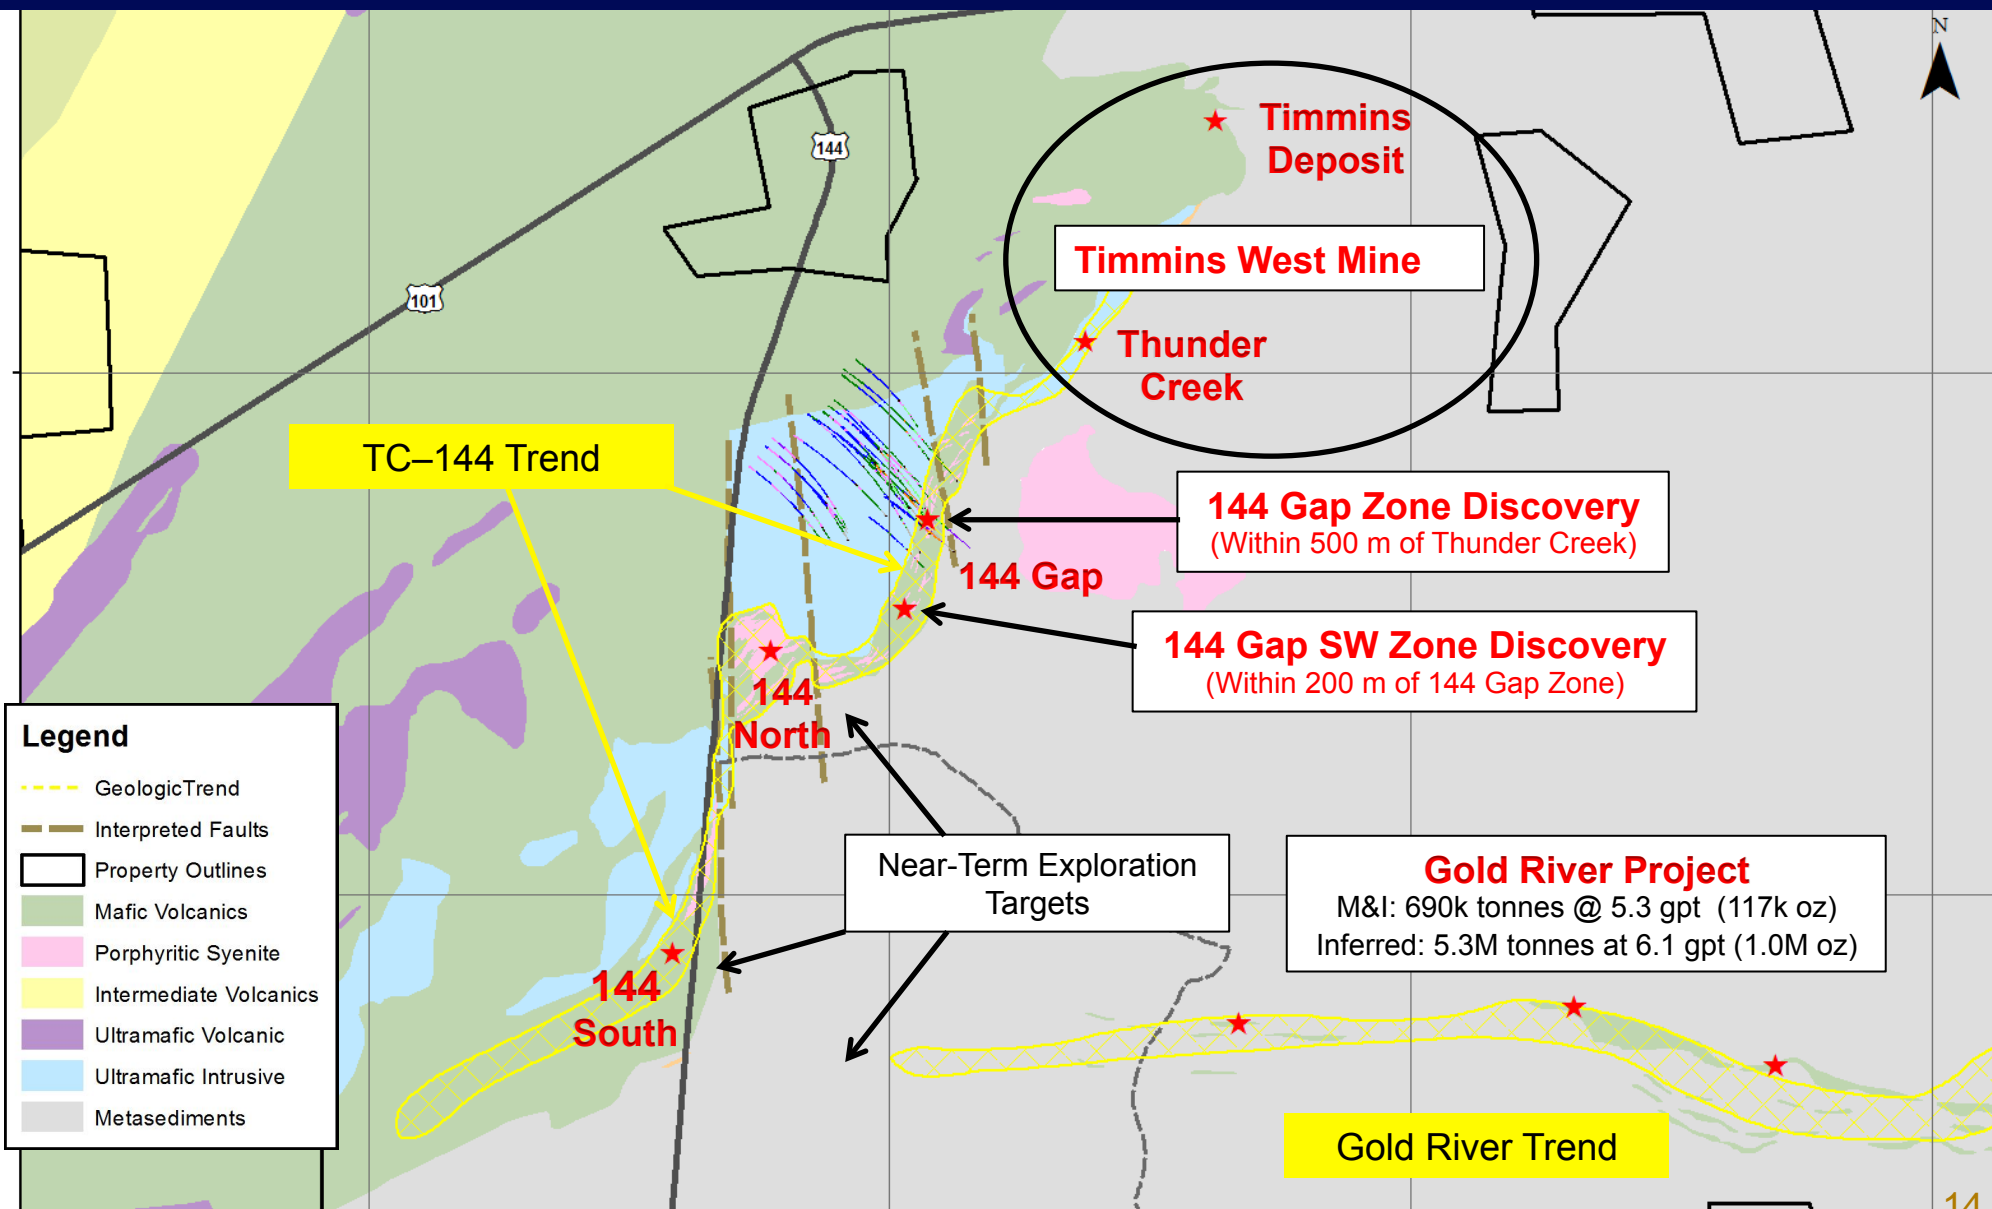 N
Timmins
Deposit
144
Timmins West Mine
101
Thunder
Creek
TC–144 Trend
144 Gap Zone Discovery
(Within 500 m of Thunder Creek)
144 Gap
144 Gap SW Zone Discovery
(Within 200 m of 144 Gap Zone)
144
North
Legend
GeologicTrend
Interpreted Faults
Property Outlines
Mafic Volcanics
Porphyritic Syenite
Intermediate Volcanics
Ultramafic Volcanic
Ultramafic Intrusive
Metasediments
Near-Term Exploration
Targets
Gold River Project
M&I: 690k tonnes @ 5.3 gpt (117k oz)
Inferred: 5.3M tonnes at 6.1 gpt (1.0M oz)
144
South
Gold River Trend
14